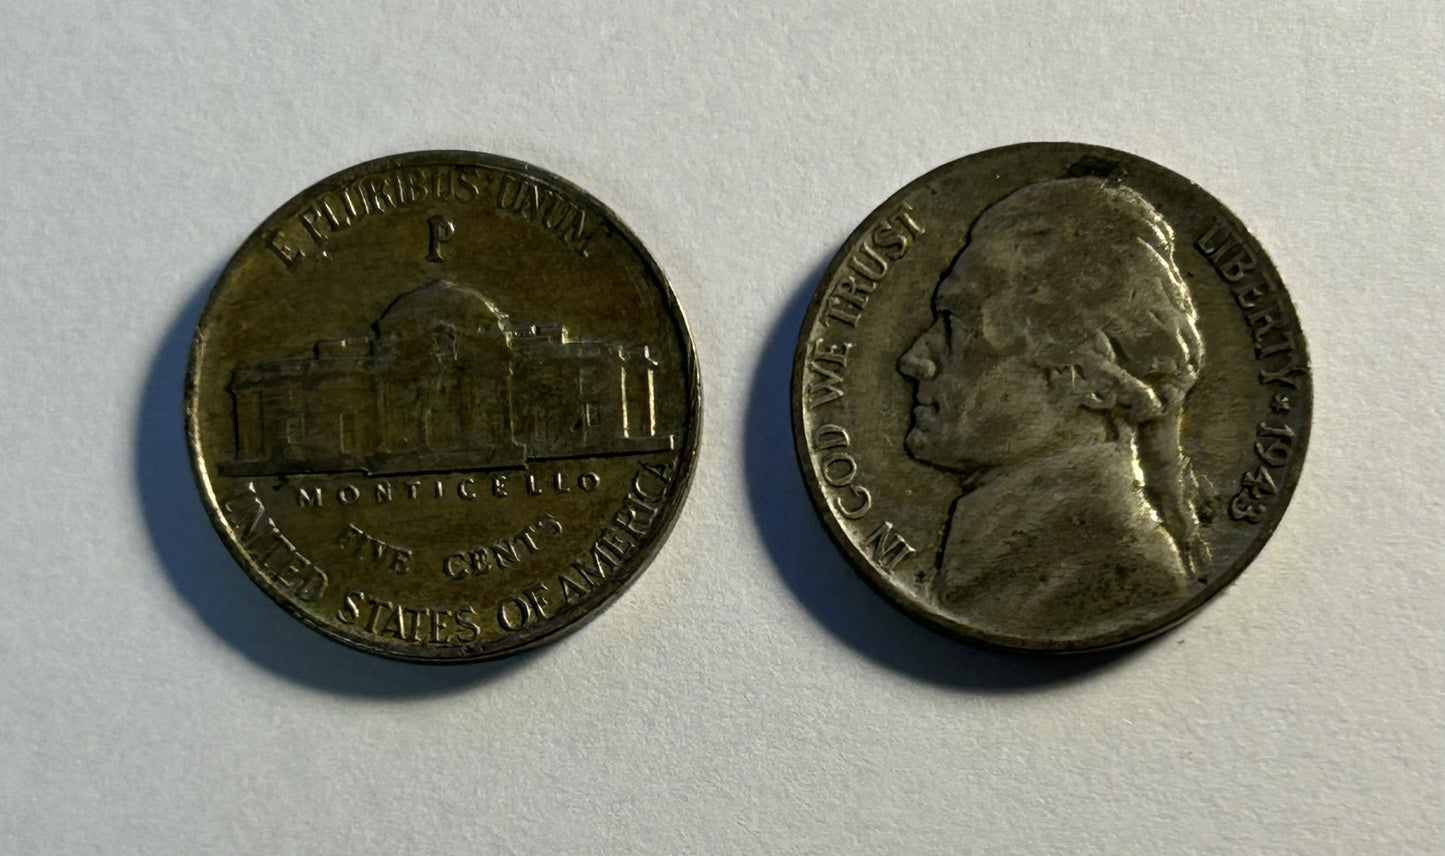 E PLURIBUS UNUM
P
MONTICELLO
FIVE CENTS
UNITED STATES OF AMERICA
IN GOD WE TRUST
LIBERTY * 1943